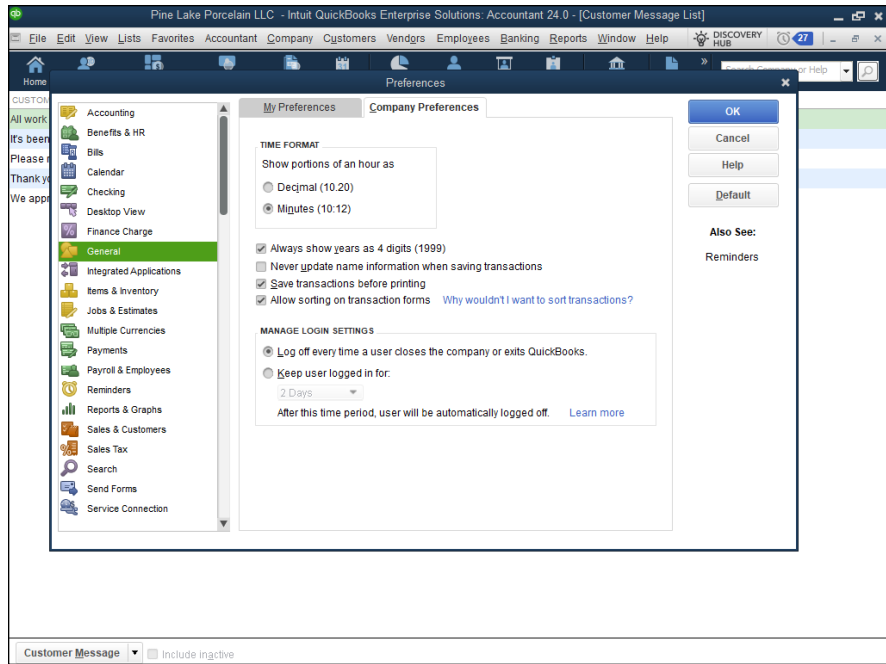 qb Pine Lake Porcelain LLC - Intuit QuickBooks Enterprise Solutions: Accountant 24.0 - [Customer Message List]
File Edit View Lists Favorites Accountant Company Customers Vendors Employees Banking Reports Window Help DISCOVERY HUB 27
Home » or Help
Preferences
CUSTOM
All work
It's been
Please r
Thank yo
We appr
Accounting
Benefits & HR
Bills
Calendar
Checking
Desktop View
Finance Charge
General
Integrated Applications
Items & Inventory
Jobs & Estimates
Multiple Currencies
Payments
Payroll & Employees
Reminders
Reports & Graphs
Sales & Customers
Sales Tax
Search
Send Forms
Service Connection
My Preferences Company Preferences
TIME FORMAT
Show portions of an hour as
Decimal (10.20)
Minutes (10:12)
Always show years as 4 digits (1999)
Never update name information when saving transactions
Save transactions before printing
Allow sorting on transaction forms Why wouldn't I want to sort transactions?
MANAGE LOGIN SETTINGS
Log off every time a user closes the company or exits QuickBooks.
Keep user logged in for:
2 Days
After this time period, user will be automatically logged off. Learn more
OK
Cancel
Help
Default
Also See:
Reminders
Customer Message Include inactive